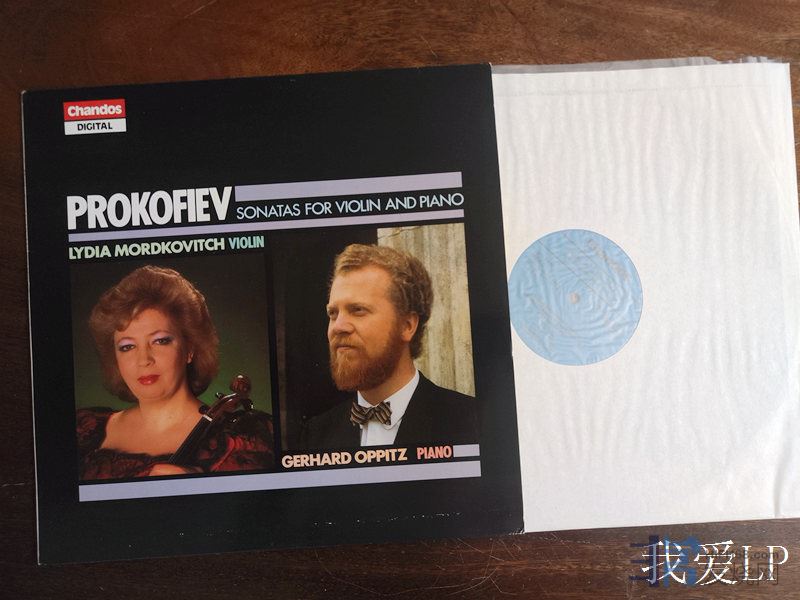 Chandos
DIGITAL
PROKOFIEV
SONATAS FOR VIOLIN AND PIANO
LYDIA MORDKOVITCH VIOLIN
GERHARD OPPITZ PIANO
我爱LP